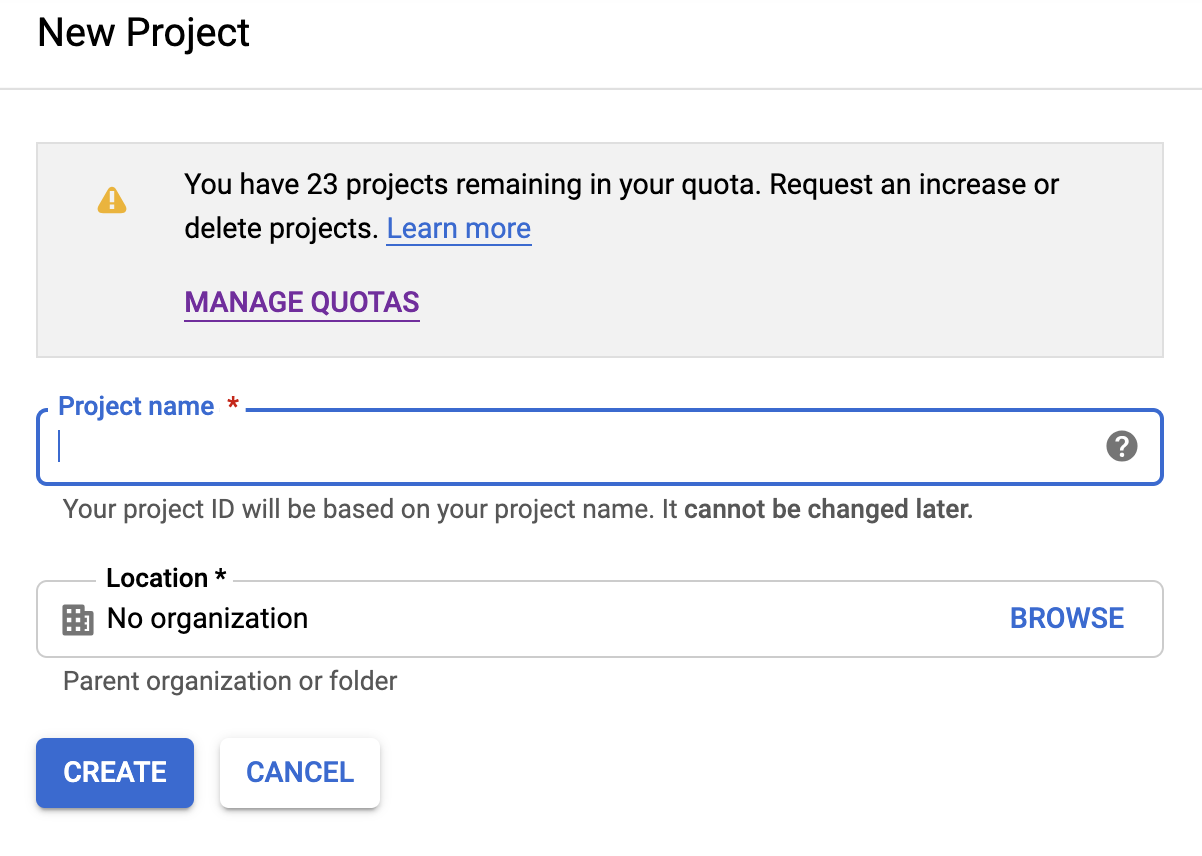 New Project
You have 23 projects remaining in your quota. Request an increase or
delete projects. Learn more
MANAGE QUOTAS
Project name *
Your project ID will be based on your project name. It cannot be changed later.
Location *
No organization
BROWSE
Parent organization or folder
CREATE
CANCEL